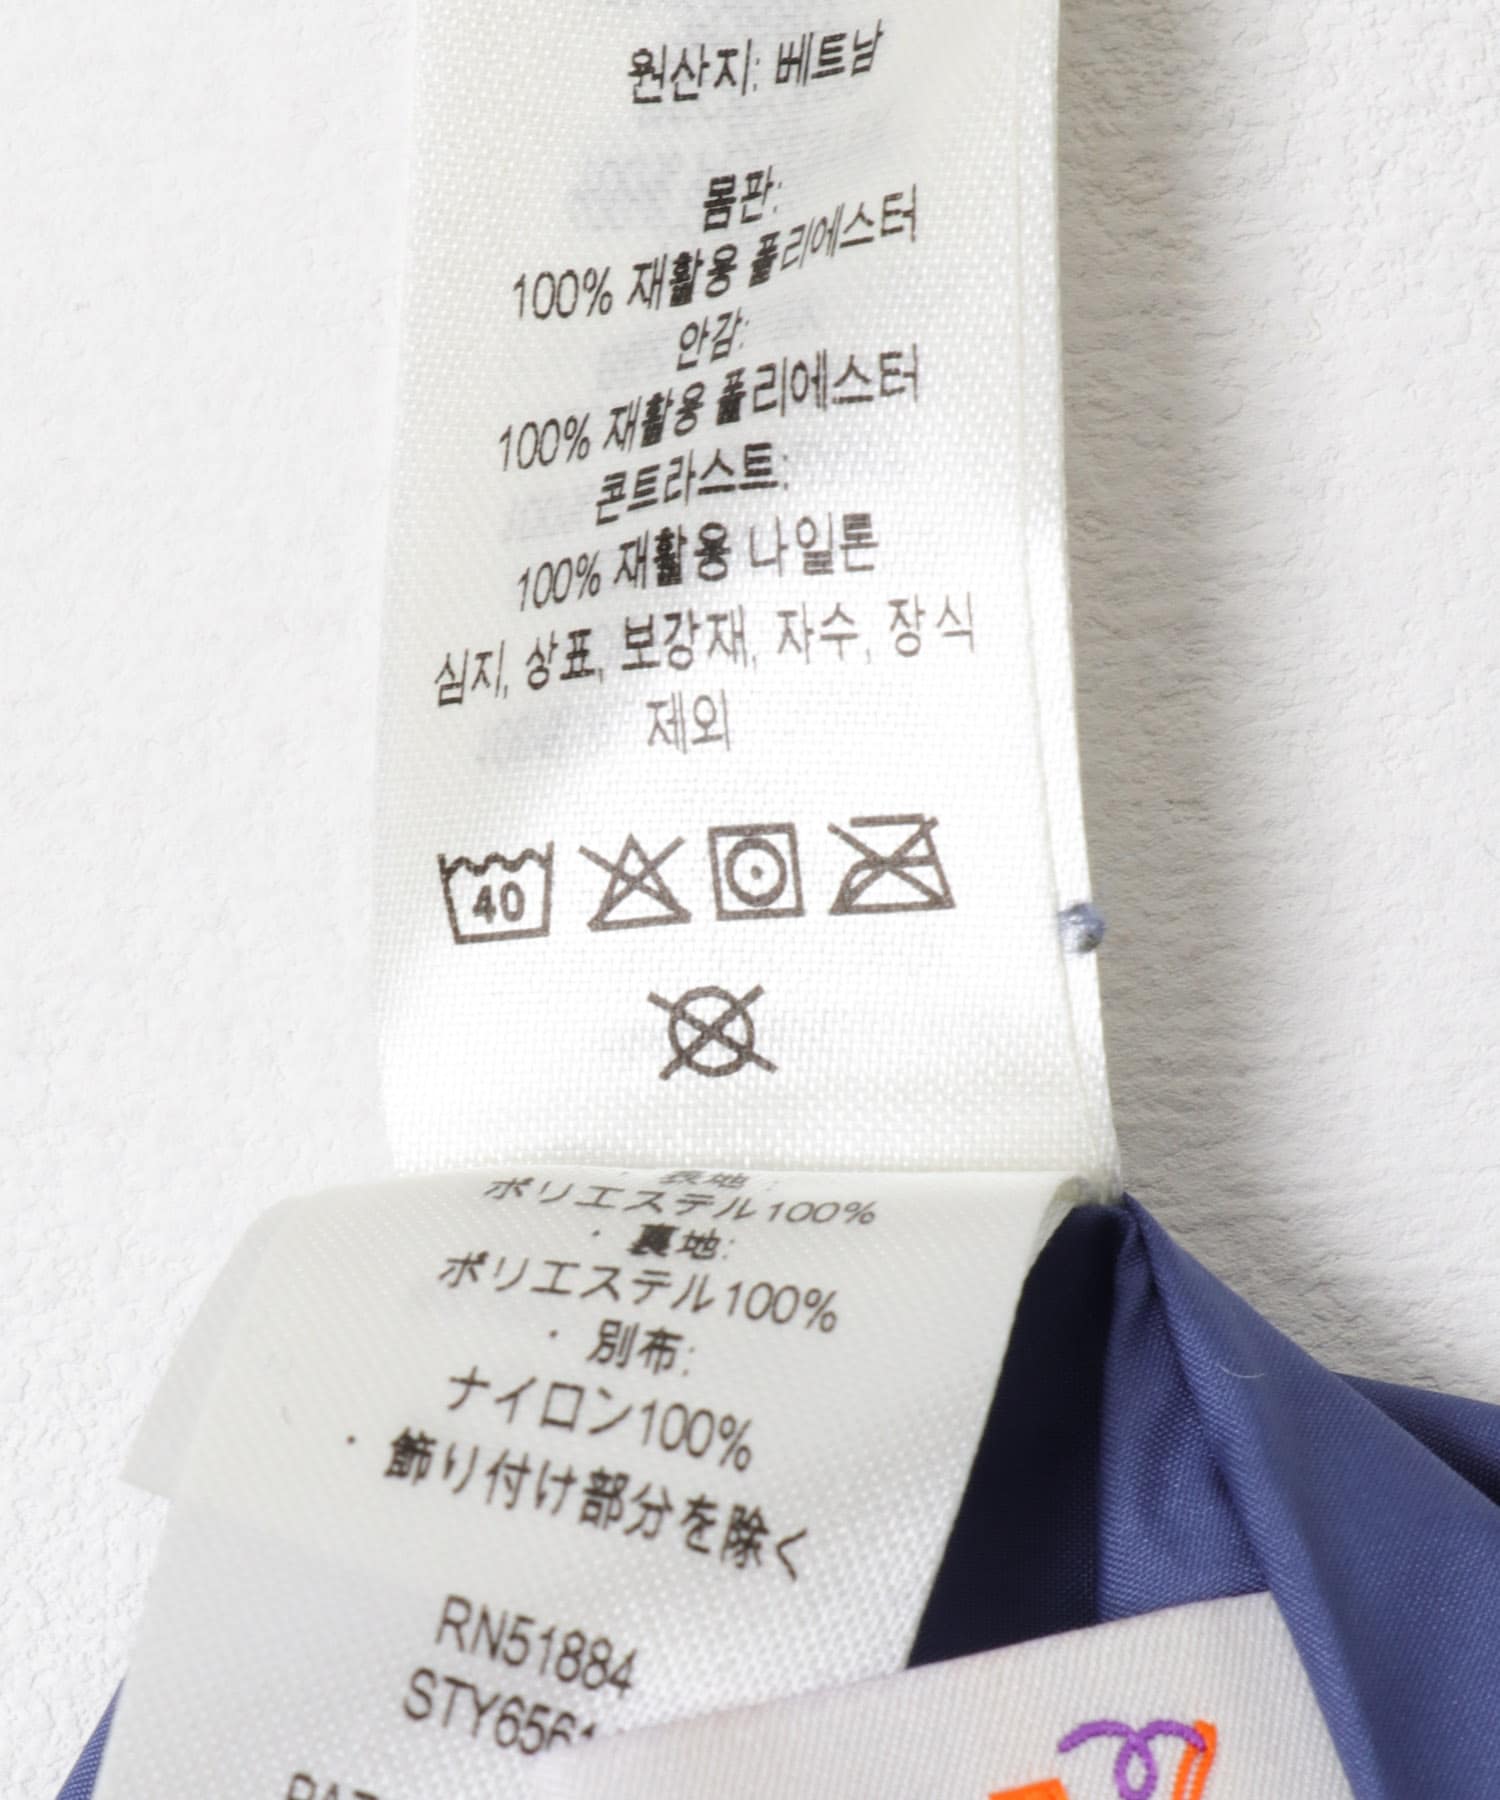 원산지: 베트남
몸판:
100% 재활용 폴리에스터
안감:
100% 재활용 폴리에스터
콘트라스트:
100% 재활용 나일론
심지, 상표, 보강재, 자수, 장식
제외
40
・表地:
ポリエステル100%
・裏地:
ポリエステル100%
・別布:
ナイロン100%
・飾り付け部分を除く
RN51884
STY656